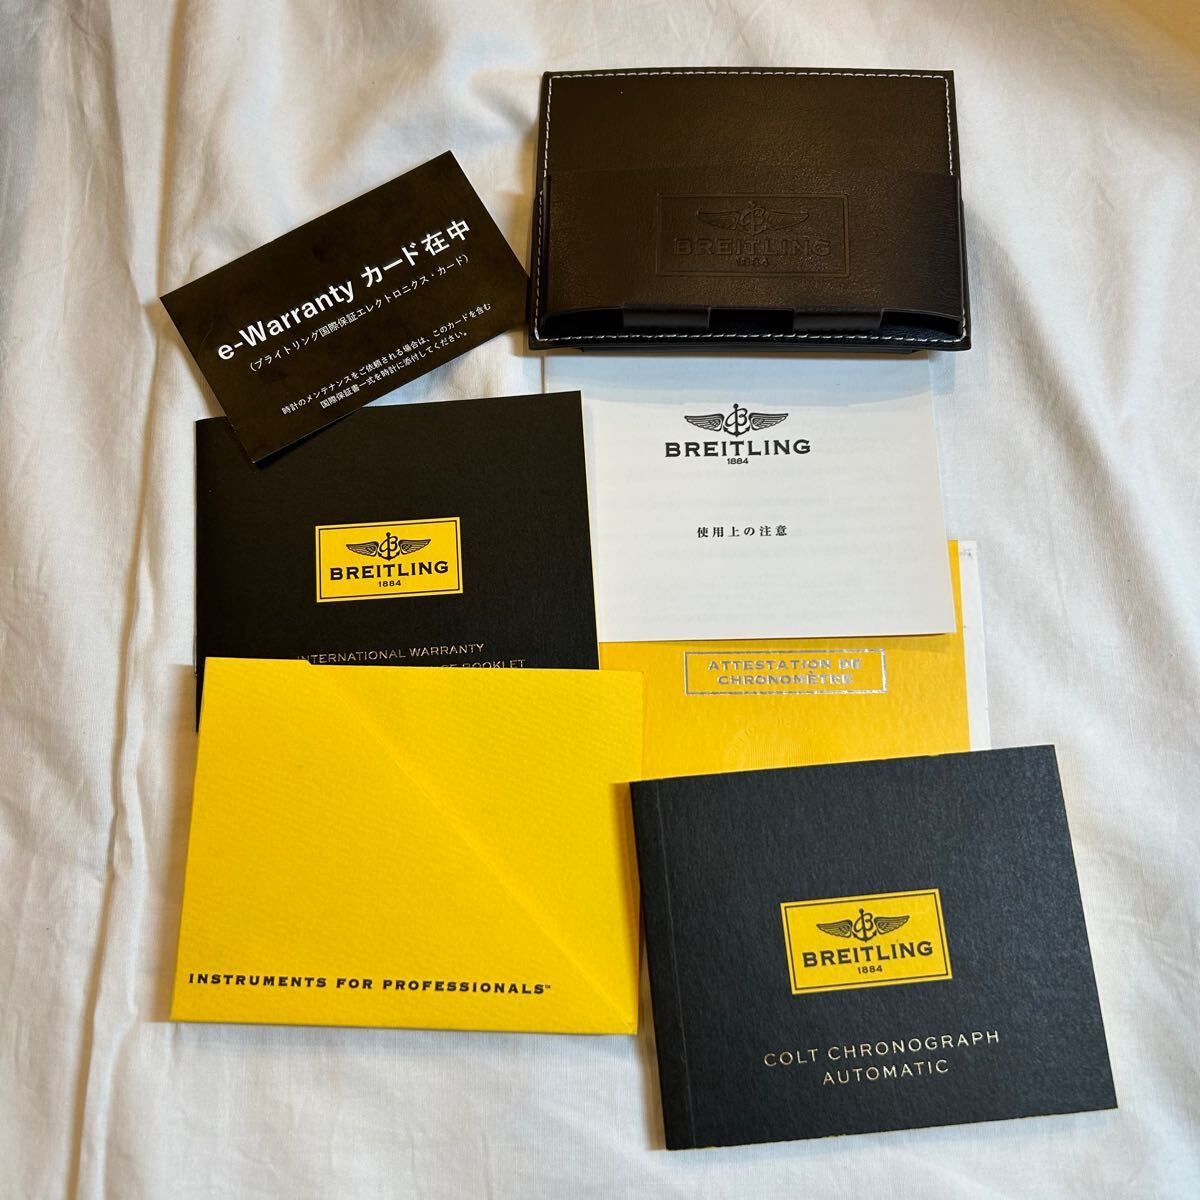 BREITLING
1884
e-Warranty カード在中
(ブライトリング国際保証エレクトロニクス・カード)
時計のメンテナンスをご依頼される場合は、このカードを含む
国際保証書一式を時計に添付してください。
BREITLING
1884
使用上の注意
BREITLING
1884
INTERNATIONAL WARRANTY
BOOKLET
ATTESTATION DE
CHRONOMÈTRE
INSTRUMENTS FOR PROFESSIONALS™
BREITLING
1884
COLT CHRONOGRAPH
AUTOMATIC